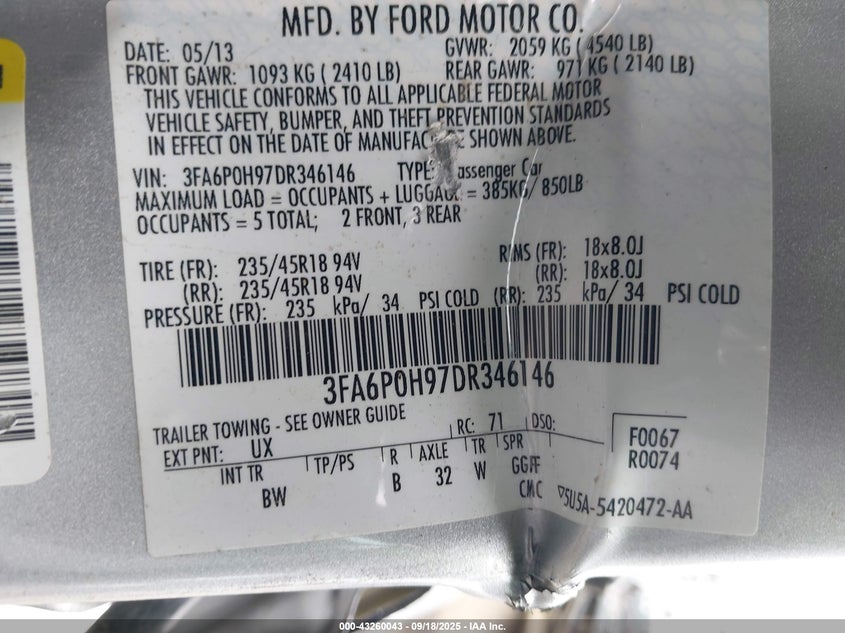 MFD. BY FORD MOTOR CO.
DATE: 05/13 GVWR: 2059 KG ( 4540 LB)
FRONT GAWR: 1093 KG ( 2410 LB) REAR GAWR: 971 KG ( 2140 LB)
THIS VEHICLE CONFORMS TO ALL APPLICABLE FEDERAL MOTOR
VEHICLE SAFETY, BUMPER, AND THEFT PREVENTION STANDARDS
IN EFFECT ON THE DATE OF MANUFAC E SHOWN ABOVE.
VIN: 3FA6P0H97DR346146 TYPE: assenger Car
MAXIMUM LOAD = OCCUPANTS + LUGGAGE = 385KG/ 850LB
OCCUPANTS = 5 TOTAL; 2 FRONT, 3 REAR
TIRE (FR): 235/45R18 94V RIMS (FR): 18x8.0J
(RR): 235/45R18 94V (RR): 18x8.0J
PRESSURE (FR): 235 kPa/ 34 PSI COLD (RR): 235 kPa/ 34 PSI COLD
3FA6P0H97DR346146
TRAILER TOWING - SEE OWNER GUIDE
EXT PNT: UX RC: 71 DSO: F0067
INT TR TP/PS R AXLE TR SPR R0074
BW B 32 W GGFF
CMC 5U5A-5420472-AA
000-43260043 - 09/18/2025 - IAA Inc.